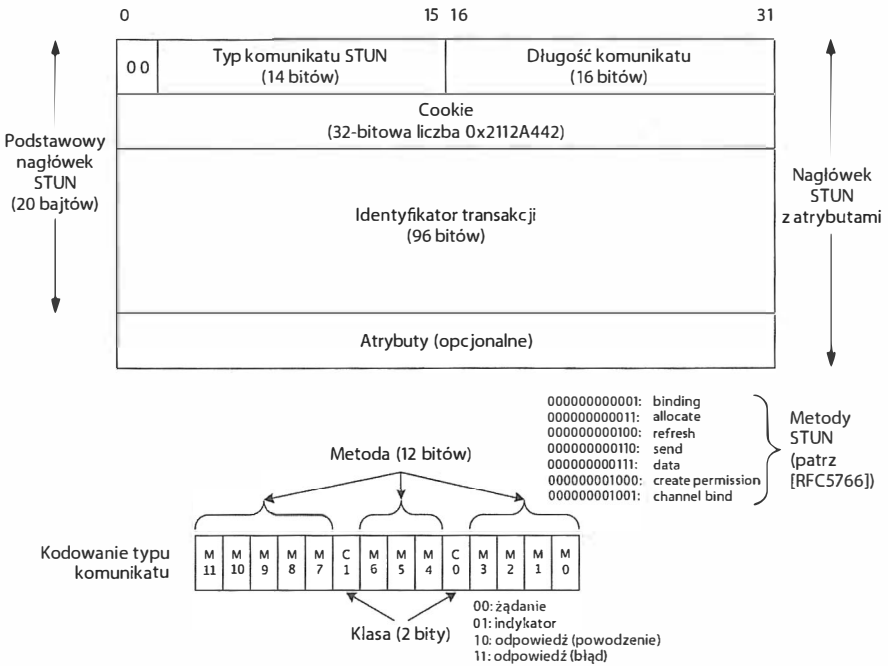 0 15 16 31
0 0
Typ komunikatu STUN
(14 bitów)
Długość komunikatu
(16 bitów)
Cookie
(32-bitowa liczba 0x2112A442)
Podstawowy
nagłówek
STUN
(20 bajtów)
Identyfikator transakcji
(96 bitów)
Nagłówek
STUN
z atrybutami
Atrybuty (opcjonalne)
000000000001: binding
000000000011: allocate
000000000100: refresh
000000000110: send
000000000111: data
000000001000: create permission
000000001001: channel bind
Metody
STUN
(patrz
[RFC5766])
Metoda (12 bitów)
Kodowanie typu
komunikatu
M M M M M C M M M C M M M M
11 10 9 8 7 1 6 5 4 0 3 2 1 0
Klasa (2 bity)
00: żądanie
01: indykator
10: odpowiedź (powodzenie)
11: odpowiedź (błąd)